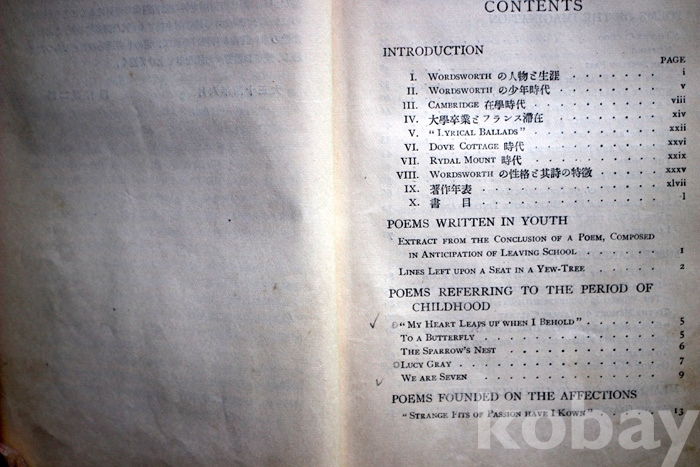 CONTENTS
INTRODUCTION
PAGE
I. WORDSWORTH の人物と生涯 i
II. WORDSWORTH の少年時代 v
III. CAMBRIDGE 在學時代 viii
IV. 大學卒業とフランス滯在 xiv
V. "LYRICAL BALLADS" xxii
VI. DOVE COTTAGE 時代 xxvi
VII. RYDAL MOUNT 時代 xxix
VIII. WORDSWORTH の性格と其詩の特徵 xxxv
IX. 著作年表 xlvii
X. 書目 l
POEMS WRITTEN IN YOUTH
EXTRACT FROM THE CONCLUSION OF A POEM, COMPOSED
IN ANTICIPATION OF LEAVING SCHOOL 1
LINES LEFT UPON A SEAT IN A YEW-TREE 2
POEMS REFERRING TO THE PERIOD OF
CHILDHOOD
"MY HEART LEAPS UP WHEN I BEHOLD" 5
TO A BUTTERFLY 5
THE SPARROW'S NEST 6
LUCY GRAY 7
WE ARE SEVEN 9
POEMS FOUNDED ON THE AFFECTIONS
"STRANGE FITS OF PASSION HAVE I KOWN" 13
kobay